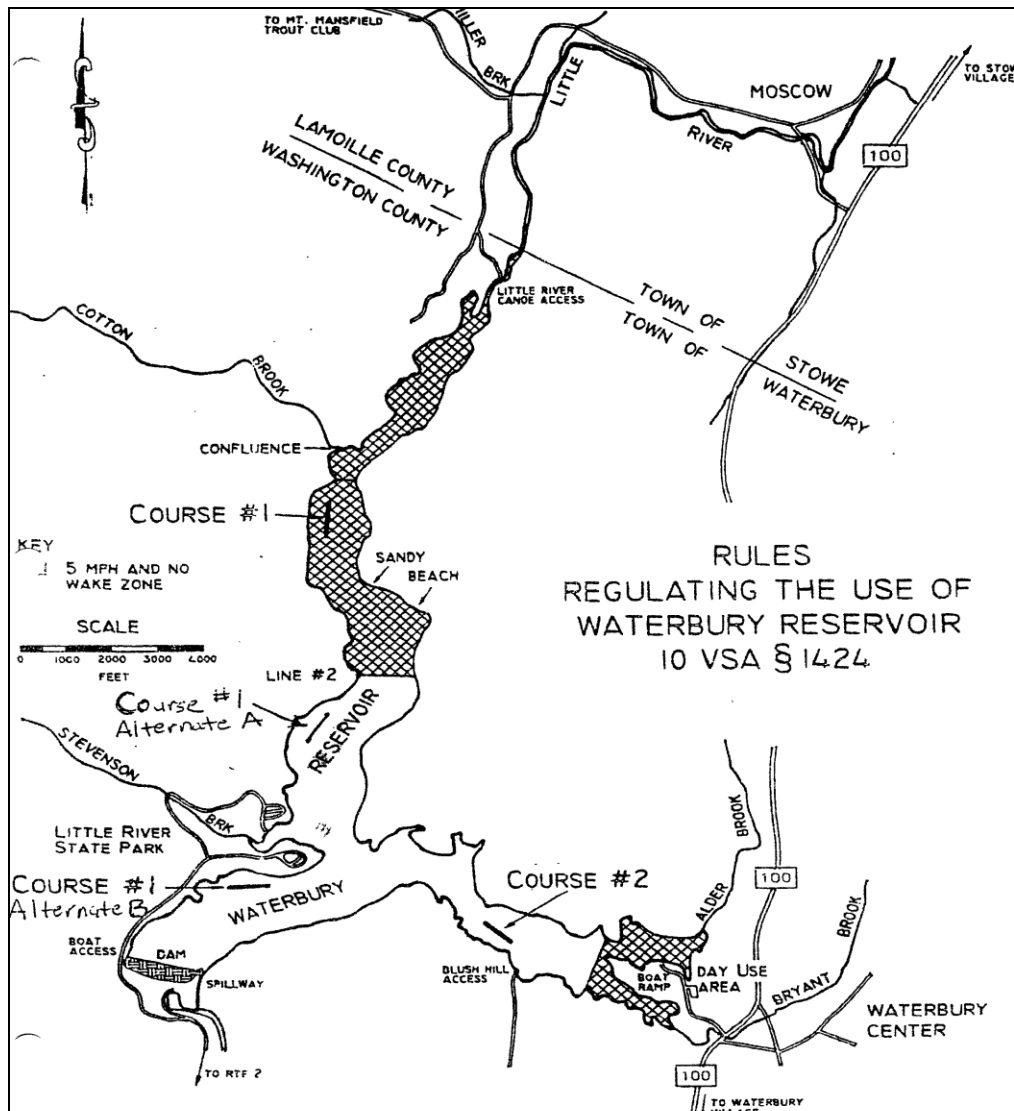 TO MT. MANSFIELD
TROUT CLUB
BRK
LITTLE
TO STOW
VILLAGE
MOSCOW
RIVER
100
LAMOILLE COUNTY
WASHINGTON COUNTY
LITTLE RIVER
CANOE ACCESS
TOWN OF
TOWN OF
STOWE
WATERBURY
COTTON
BROOK
CONFLUENCE
COURSE #1
KEY
5 MPH AND NO
WAKE ZONE
SANDY
BEACH
RULES
REGULATING THE USE OF
WATERBURY RESERVOIR
10 VSA § 1424
SCALE
0 1000 2000 3000 4000
FEET
LINE #2
Course #1
Alternate A
RESERVOIR
STEVENSON
BRK
LITTLE RIVER
STATE PARK
COURSE #1
Alternate B
WATERBURY
COURSE #2
BROOK
ALDER
100
BROOK
BOAT
ACCESS
DAM
SPILLWAY
BLUSH HILL
ACCESS
BOAT
RAMP
DAY USE
AREA
BRYANT
WATERBURY
CENTER
100
TO RTE 2
TO WATERBURY
VILLAGE